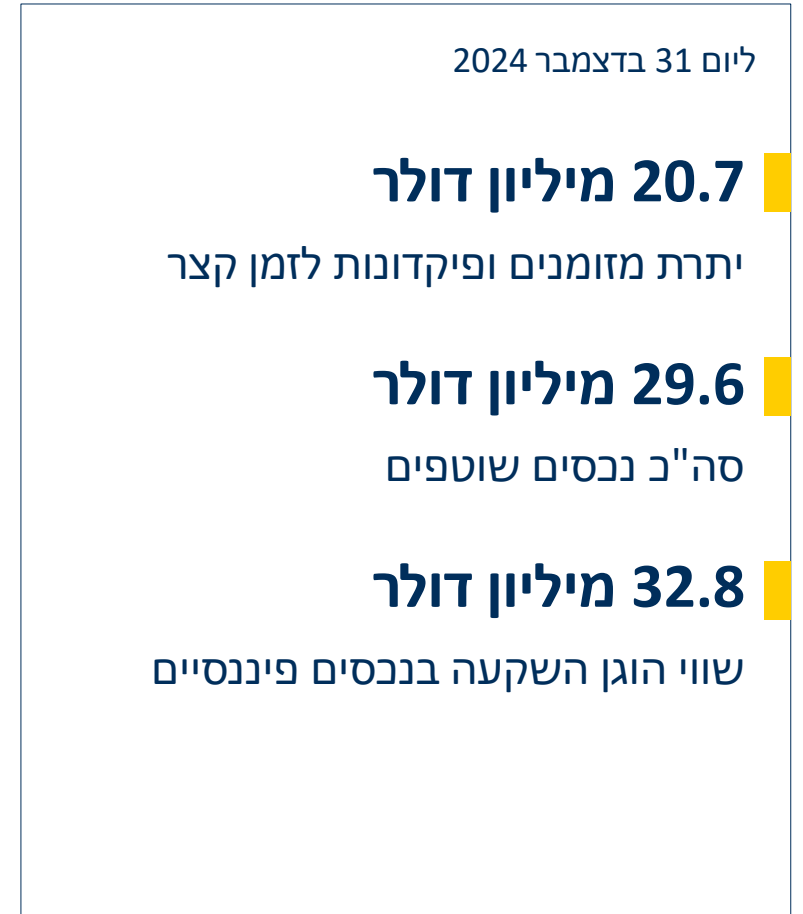 ליום 31 בדצמבר 2024
20.7 מיליון דולר
יתרת מזומנים ופיקדונות לזמן קצר
29.6 מיליון דולר
סה"כ נכסים שוטפים
32.8 מיליון דולר
שווי הוגן השקעה בנכסים פיננסיים